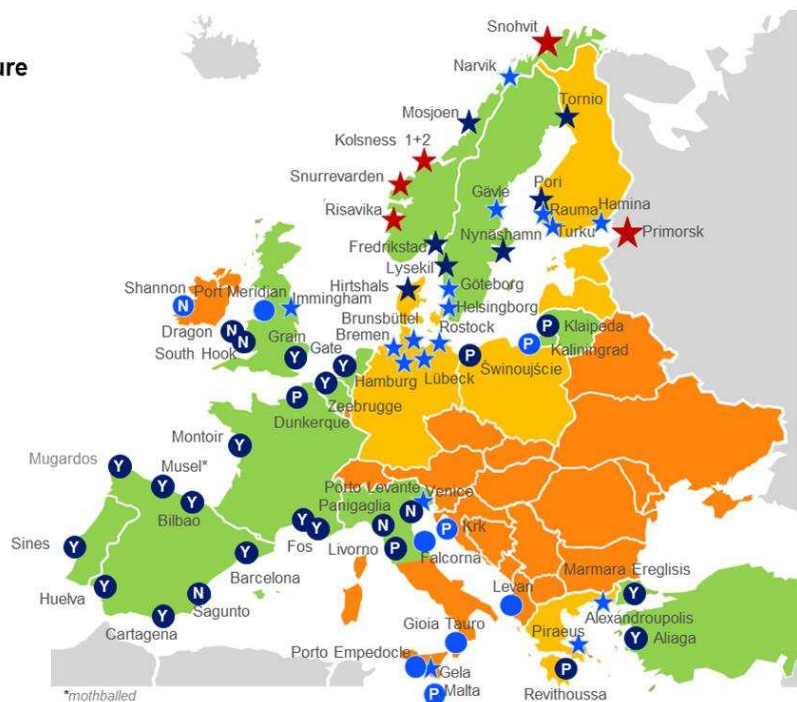 ure
Snohvit
Narvik
Mosjoen
Tornio
Kolsness 1+2
Snurrevarden
Pori
Gävle
Hamina
Risavika
Rauma
Fredrikstad
Nynäshamn
Turku
Primorsk
Lysekil
Shannon
Port Meridian
Hirtshals
Göteborg
N
Immingham
Helsingborg
Brunsbüttel
Dragon
N
Bremen
Rostock
P
Klaipeda
South Hook
N
Grain
Gate
P
Kaliningrad
Y
Y
Hamburg
Lübeck
P
Świnoujście
Y
Zeebrugge
P
Dunkerque
Montoir
Y
Mugardos
Musel*
Y
Y
Porto Levante
Venice
Bilbao
Y
Panigaglia
N
Y
Y
N
P
Krk
Sines
Y
Fos
Livorno
P
Falcorna
Y
Barcelona
Marmara Ereglisis
Huelva
Y
Sagunto
N
Levan
Y
Cartagena
Y
Gioia Tauro
Alexandroupolis
Piraeus
Y
Aliaga
Porto Empedocle
Gela
P
Revithoussa
P
Malta
*mothballed